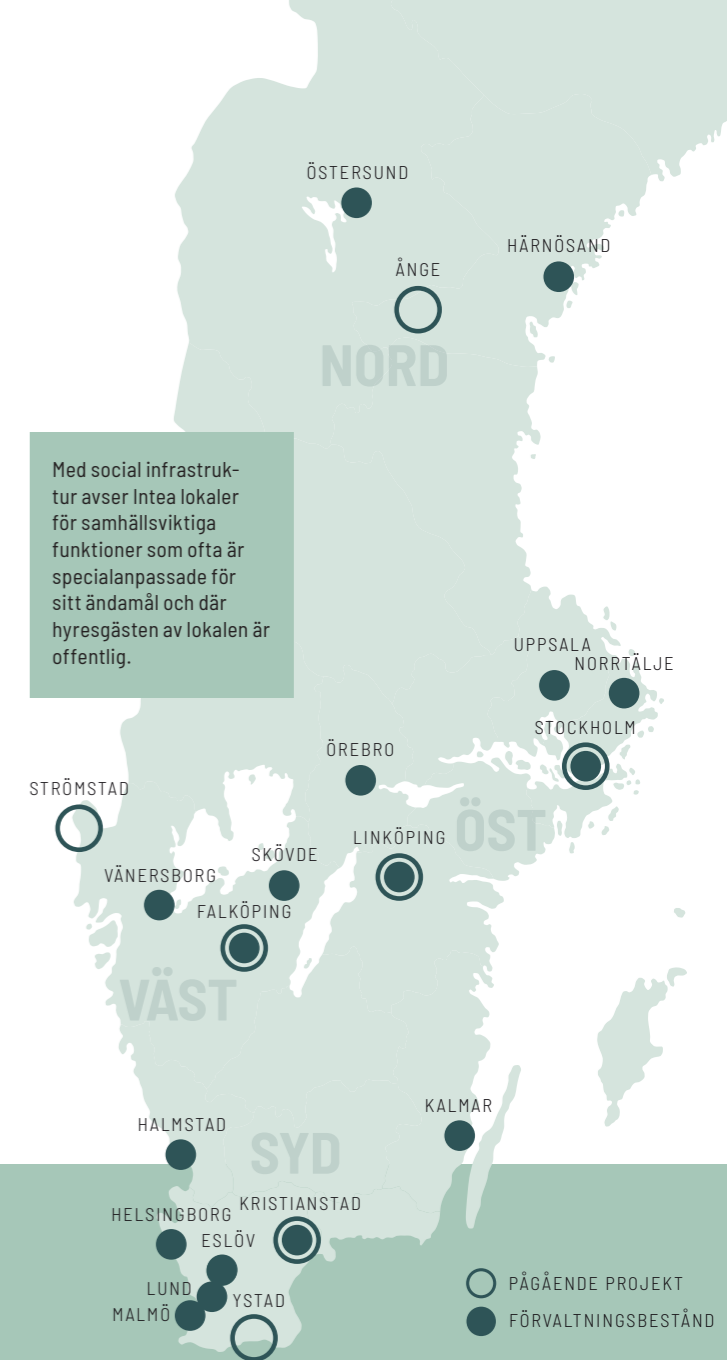 ÖSTERSUND
HÄRNÖSAND
ÅNGE
NORD
Med social infrastruk-
tur avser Intea lokaler
för samhällsviktiga
funktioner som ofta är
specialanpassade för
sitt ändamål och där
hyresgästen av lokalen är
offentlig.
UPPSALA
NORRTÄLJE
STOCKHOLM
ÖREBRO
STRÖMSTAD
ÖST
LINKÖPING
SKÖVDE
VÄNERSBORG
FALKÖPING
VÄST
KALMAR
HALMSTAD
SYD
KRISTIANSTAD
HELSINGBORG
ESLÖV
LUND
YSTAD
MALMÖ
PÅGÅENDE PROJEKT
FÖRVALTNINGSBESTÅND